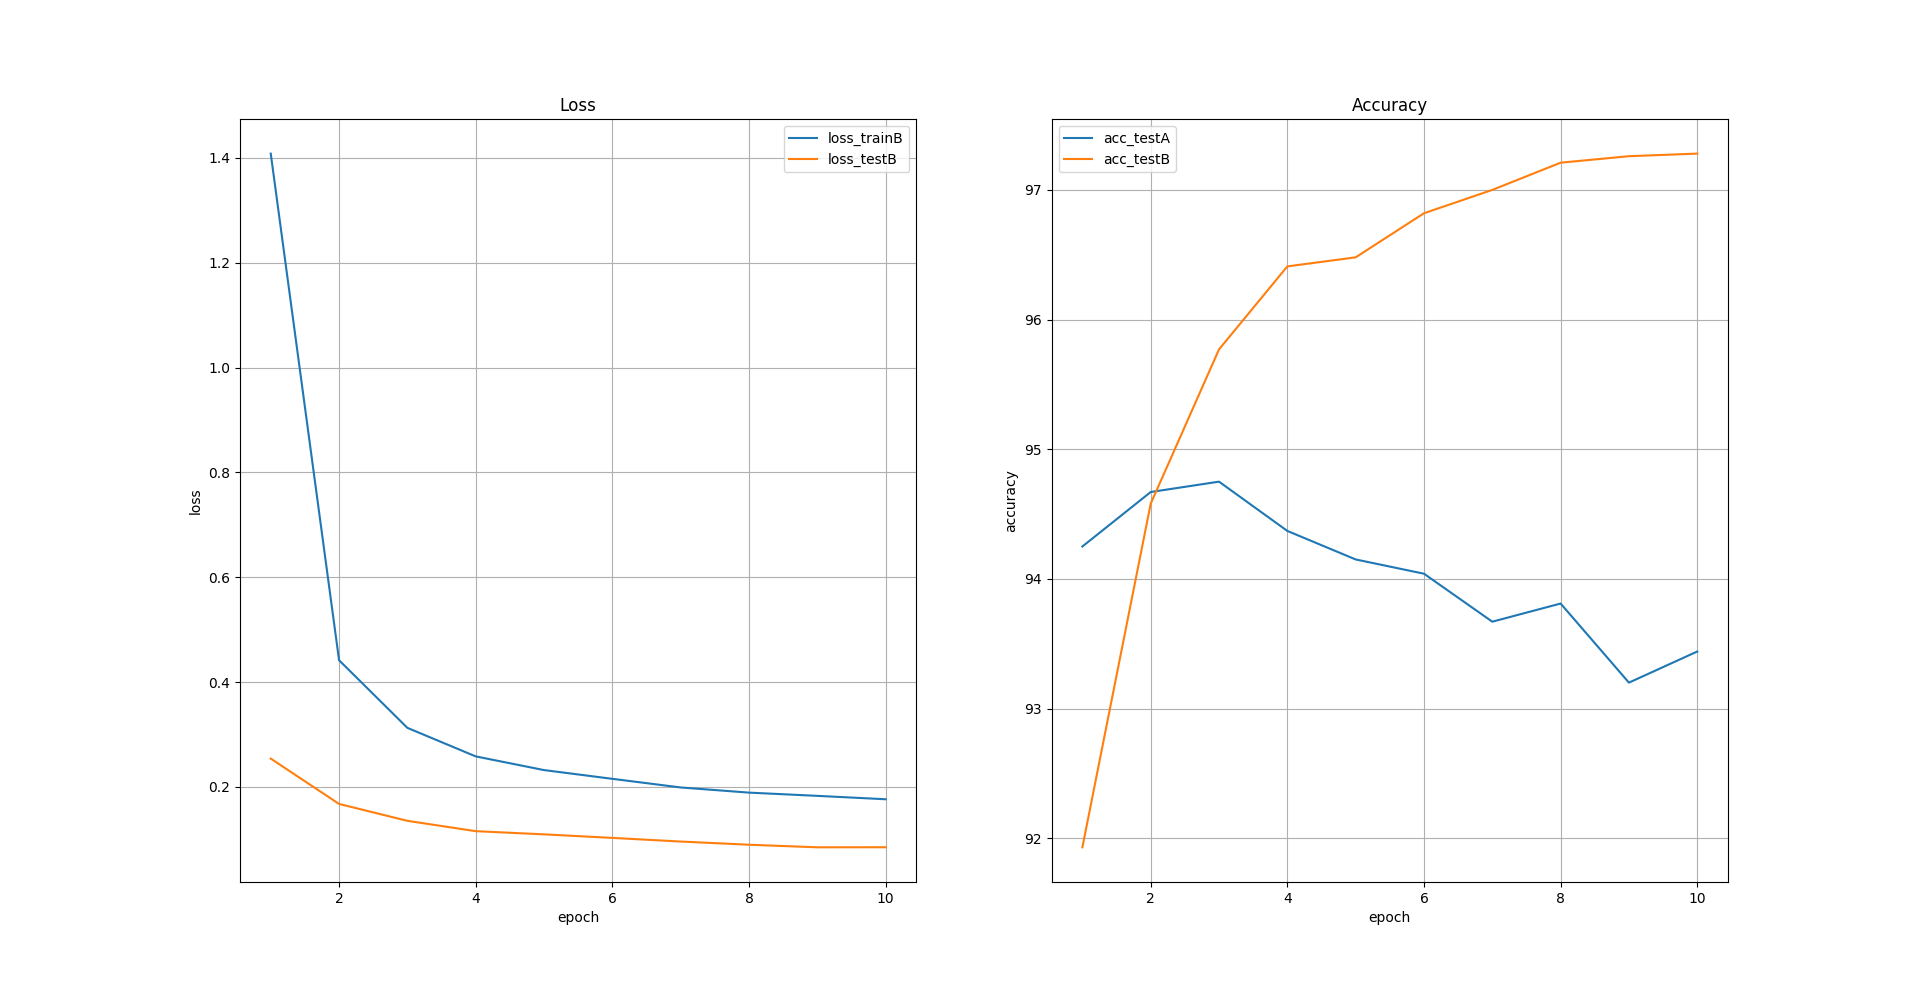 Loss
loss_trainB
loss_testB
1.4
1.2
1.0
0.8
0.6
0.4
0.2
loss
2 4 6 8 10
epoch
Accuracy
acc_testA
acc_testB
97
96
95
94
93
92
accuracy
2 4 6 8 10
epoch